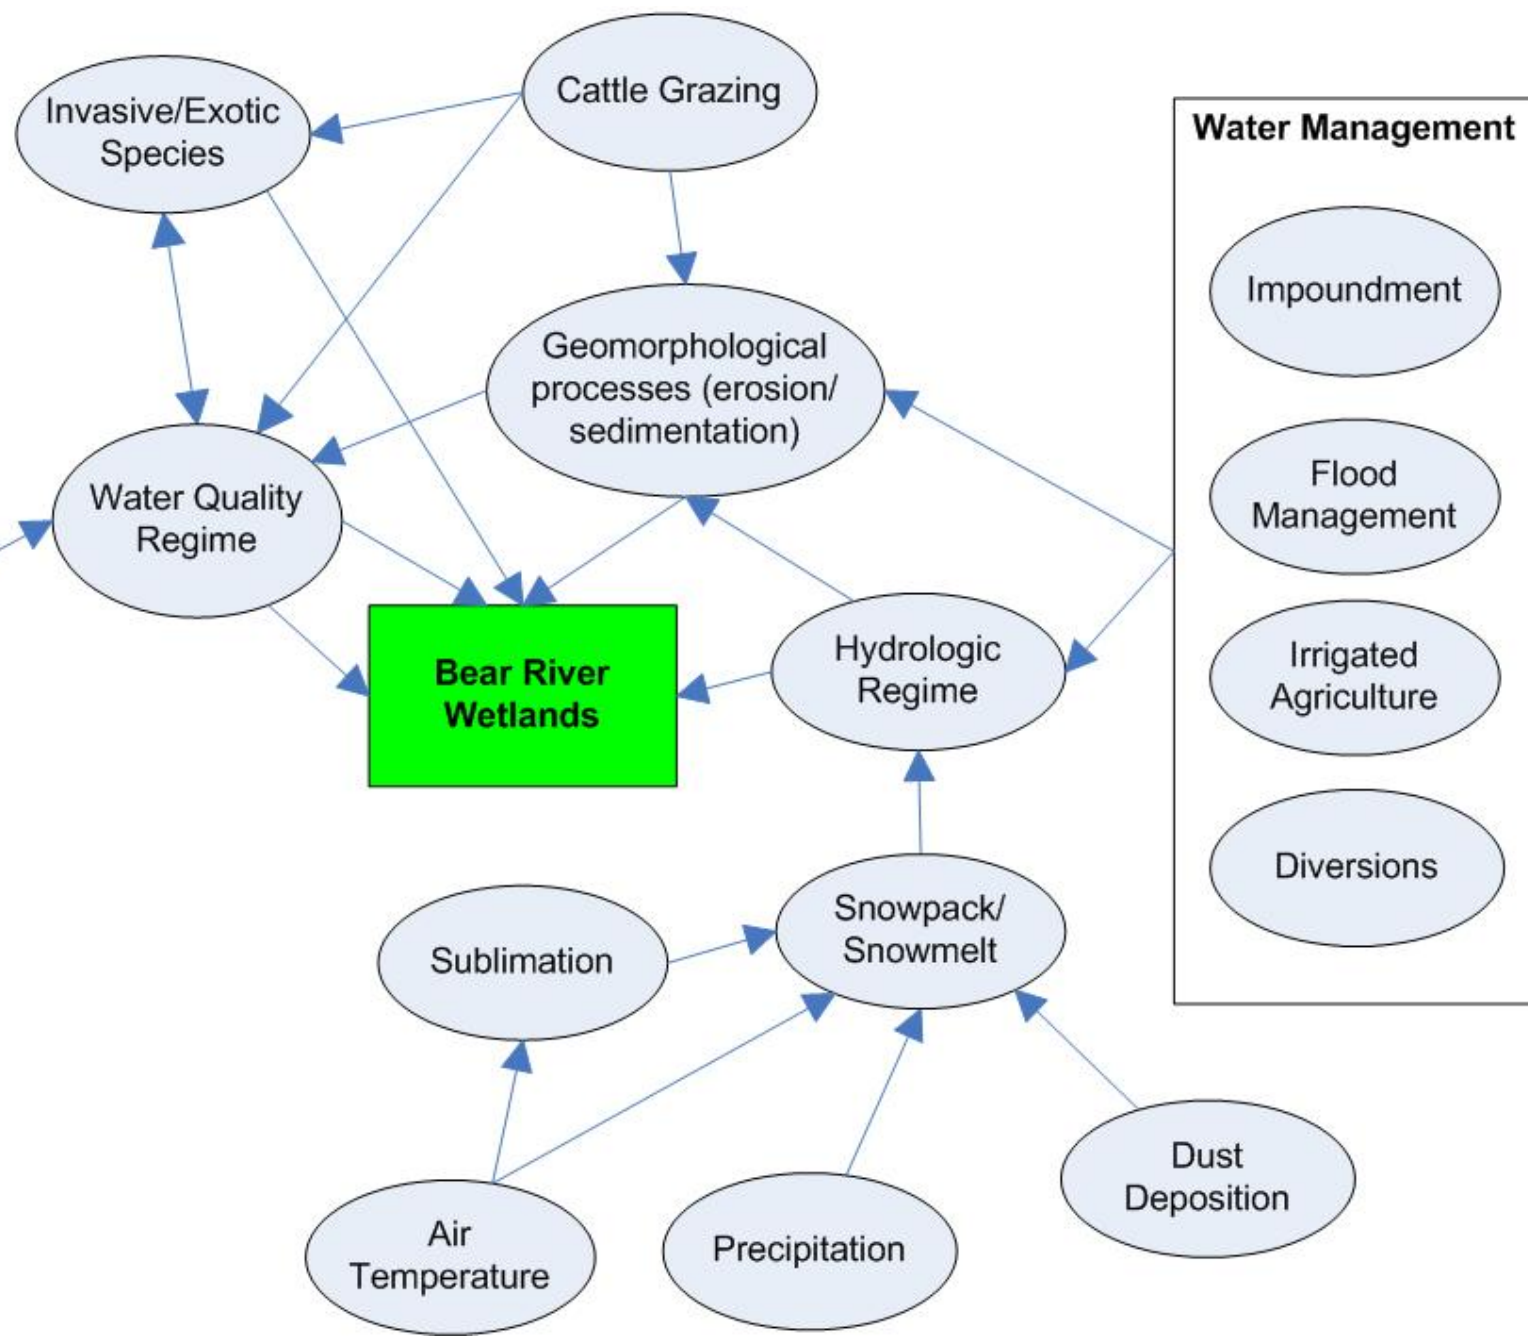 Cattle Grazing
Invasive/Exotic
Species
Water Management
Impoundment
Geomorphological
processes (erosion/
sedimentation)
Flood
Management
Water Quality
Regime
Bear River
Wetlands
Hydrologic
Regime
Irrigated
Agriculture
Diversions
Snowpack/
Snowmelt
Sublimation
Dust
Deposition
Air
Temperature
Precipitation